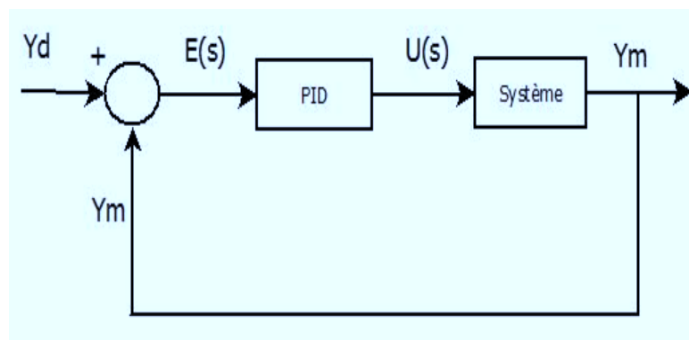 Yd
+
E(s)
PID
U(s)
Système
Ym
Ym